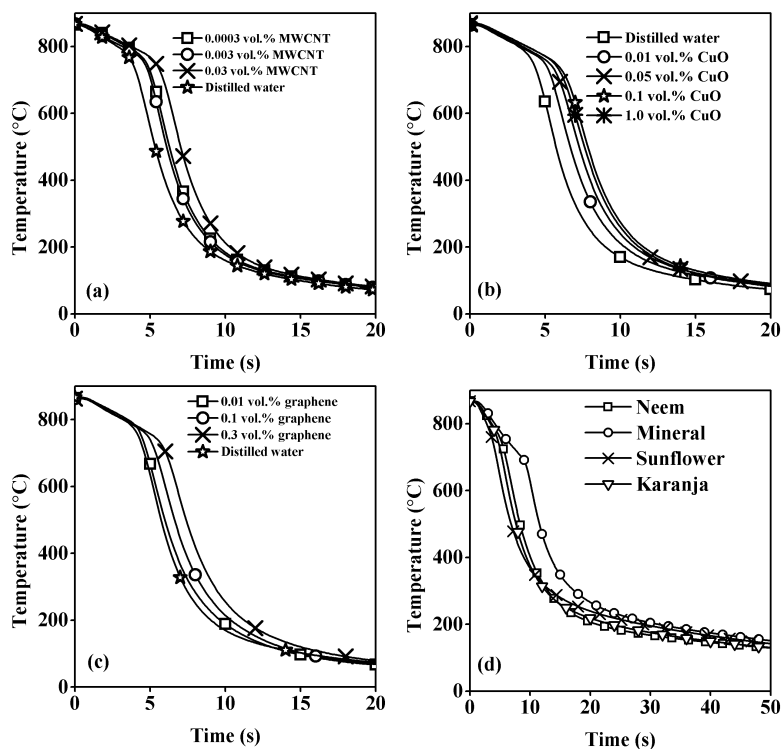 800
600
400
200
0
0 5 10 15 20
Temperature (°C)
Time (s)
(a)
0.0003 vol.% MWCNT
0.003 vol.% MWCNT
0.03 vol.% MWCNT
Distilled water
800
600
400
200
0
0 5 10 15 20
Temperature (°C)
Time (s)
(b)
Distilled water
0.01 vol.% CuO
0.05 vol.% CuO
0.1 vol.% CuO
1.0 vol.% CuO
800
600
400
200
0
0 5 10 15 20
Temperature (°C)
Time (s)
(c)
0.01 vol.% graphene
0.1 vol.% graphene
0.3 vol.% graphene
Distilled water
800
600
400
200
0
0 10 20 30 40 50
Temperature (°C)
Time (s)
(d)
Neem
Mineral
Sunflower
Karanja